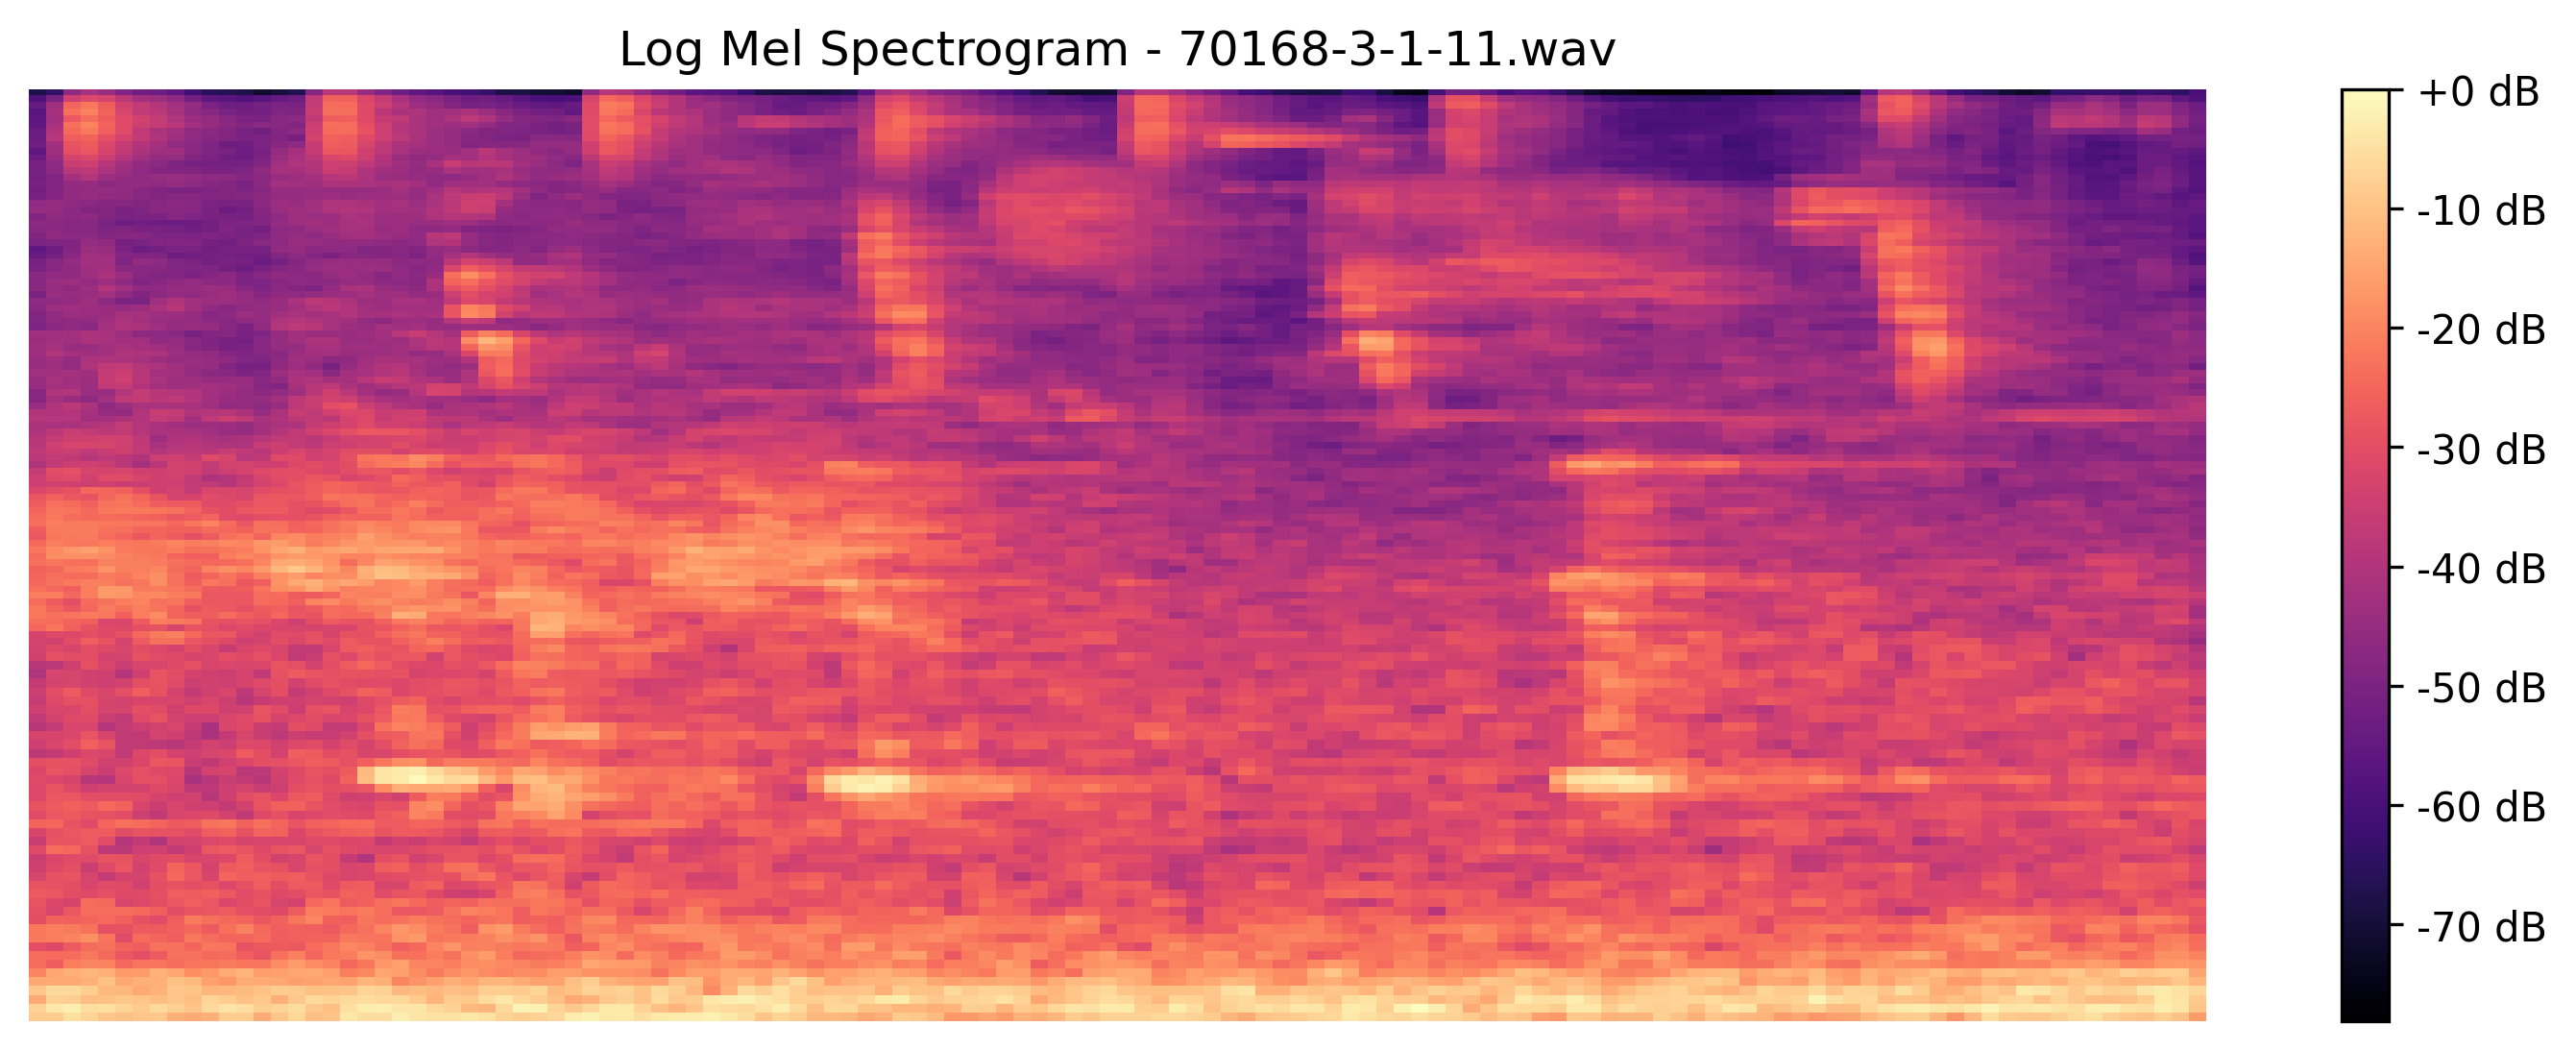 Log Mel Spectrogram - 70168-3-1-11.wav
+0 dB
-10 dB
-20 dB
-30 dB
-40 dB
-50 dB
-60 dB
-70 dB